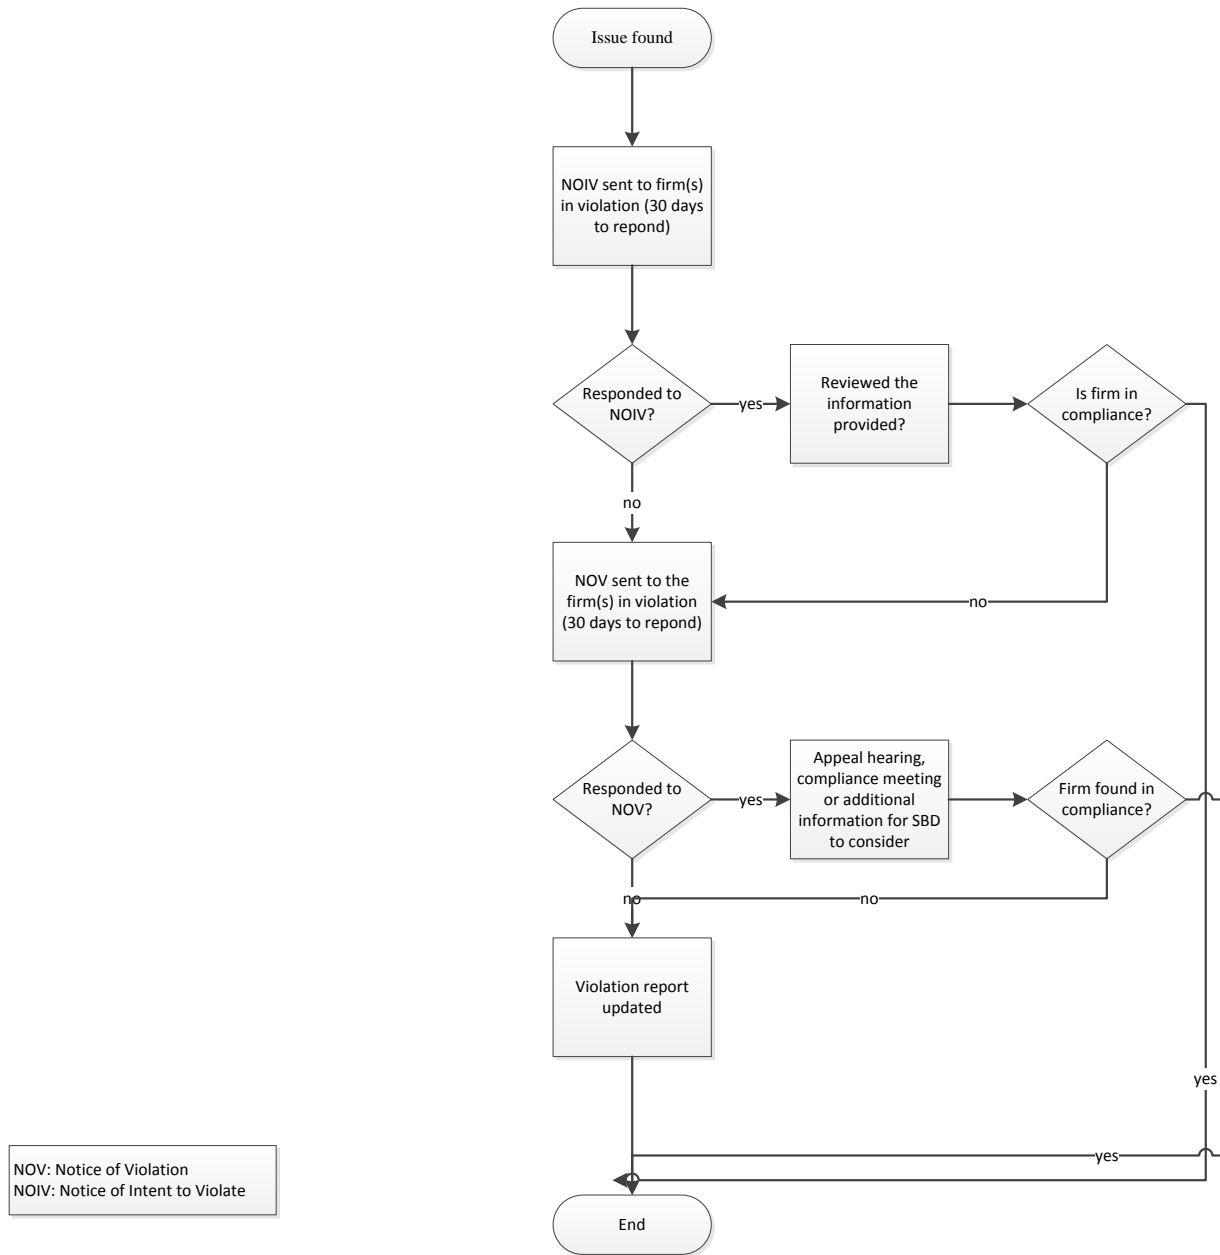 Issue found
NOIV sent to firm(s)
in violation (30 days
to repond)
Responded to
NOIV?
yes
Reviewed the
information
provided?
Is firm in
compliance?
no
NOV sent to the
firm(s) in violation
(30 days to repond)
no
Responded to
NOV?
yes
Appeal hearing,
compliance meeting
or additional
information for SBD
to consider
Firm found in
compliance?
no
no
Violation report
updated
yes
yes
NOV: Notice of Violation
NOIV: Notice of Intent to Violate
End